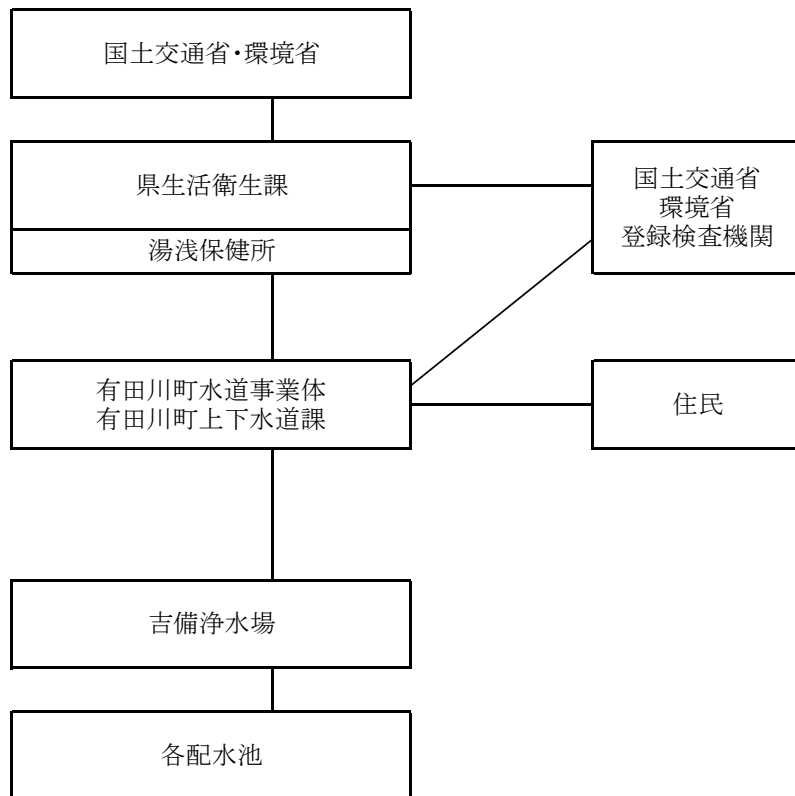 国土交通省・環境省
県生活衛生課
湯浅保健所
国土交通省
環境省
登録検査機関
有田川町水道事業体
有田川町上下水道課
住民
吉備浄水場
各配水池